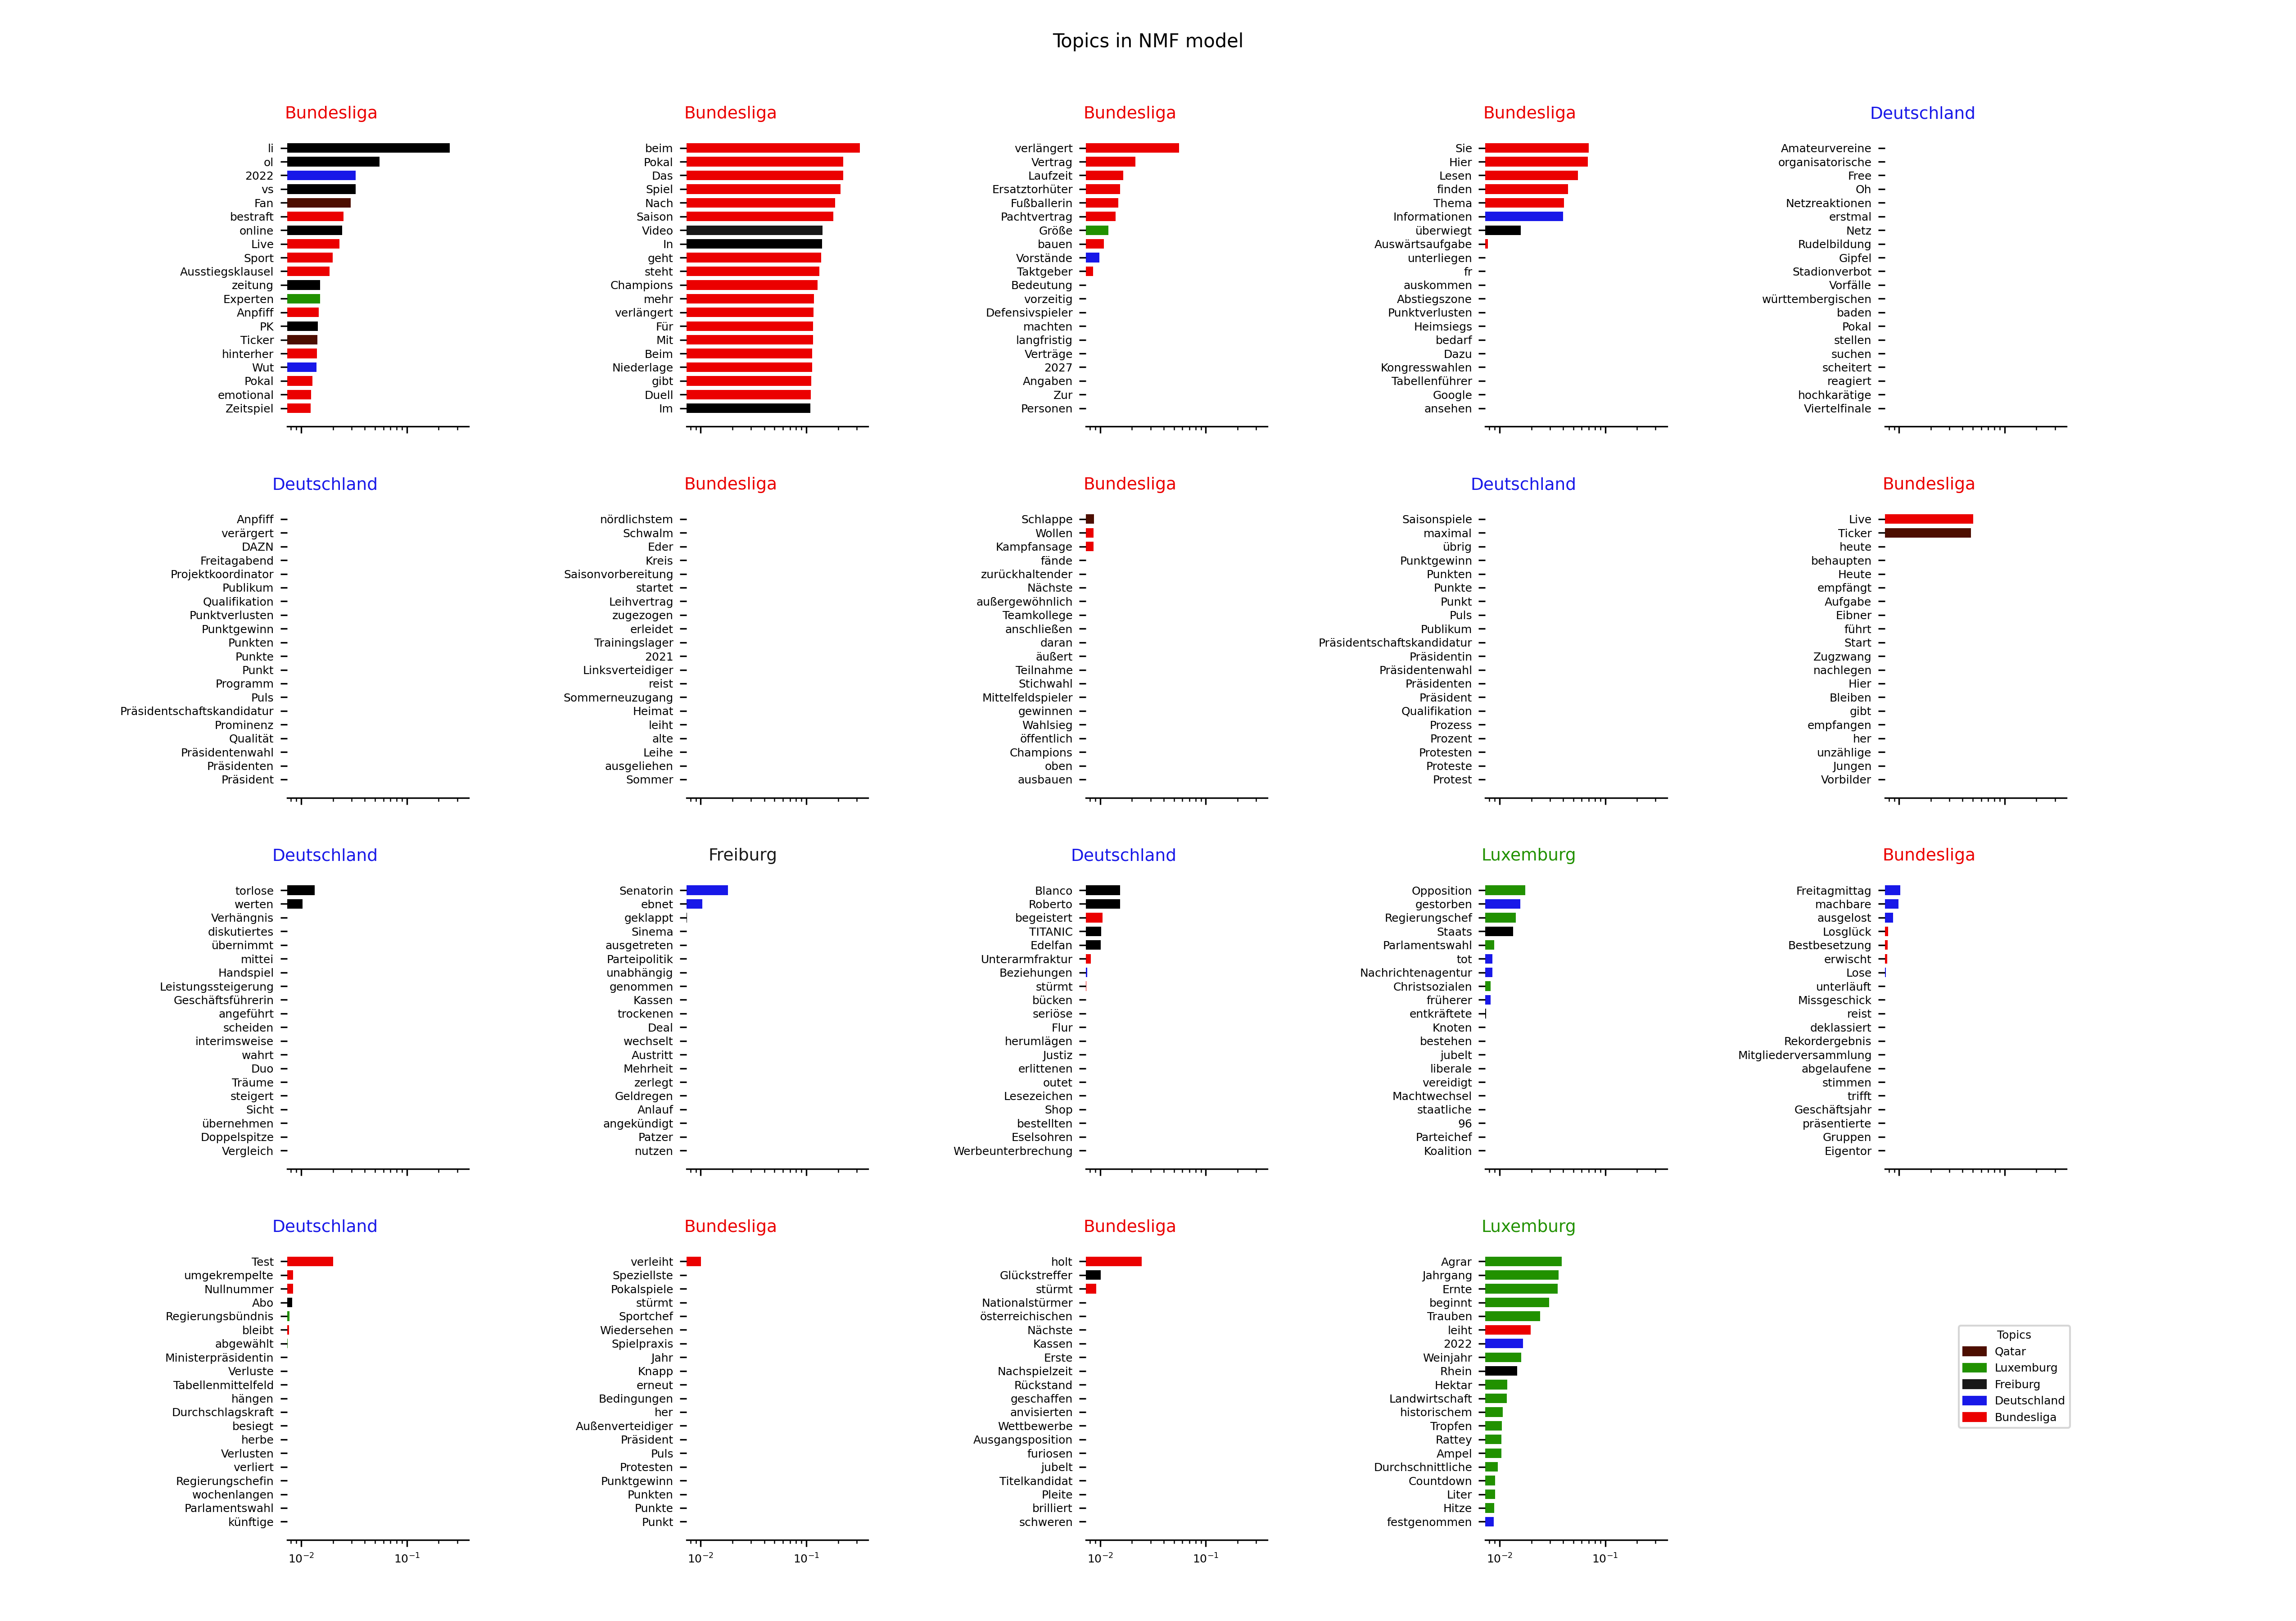 Topics in NMF model
Bundesliga
li
ol
2022
vs
Fan
bestraft
online
Live
Sport
Ausstiegsklausel
zeitung
Experten
Anpfiff
PK
Ticker
hinterher
Wut
Pokal
emotional
Zeitspiel
Bundesliga
beim
Pokal
Das
Spiel
Nach
Saison
Video
In
geht
steht
Champions
mehr
verlängert
Für
Mit
Beim
Niederlage
gibt
Duell
Im
Bundesliga
verlängert
Vertrag
Laufzeit
Ersatztorhüter
Fußballerin
Pachtvertrag
Größe
bauen
Vorstände
Taktgeber
Bedeutung
vorzeitig
Defensivspieler
machten
langfristig
Verträge
2027
Angaben
Zur
Personen
Bundesliga
Sie
Hier
Lesen
finden
Thema
Informationen
überwiegt
Auswärtsaufgabe
unterliegen
fr
auskommen
Abstiegszone
Punktverlusten
Heimsiegs
bedarf
Dazu
Kongresswahlen
Tabellenführer
Google
ansehen
Deutschland
Amateurvereine
organisatorische
Free
Oh
Netzreaktionen
erstmal
Netz
Rudelbildung
Gipfel
Stadionverbot
Vorfälle
württembergischen
baden
Pokal
stellen
suchen
scheitert
reagiert
hochkarätige
Viertelfinale
Deutschland
Anpfiff
verärgert
DAZN
Freitagabend
Projektkoordinator
Publikum
Qualifikation
Punktverlusten
Punktgewinn
Punkten
Punkte
Punkt
Programm
Puls
Präsidentschaftskandidatur
Prominenz
Qualität
Präsidentenwahl
Präsidenten
Präsident
Bundesliga
nördlichstem
Schwalm
Eder
Kreis
Saisonvorbereitung
startet
Leihvertrag
zugezogen
erleidet
Trainingslager
2021
Linksverteidiger
reist
Sommerneuzugang
Heimat
leiht
alte
Leihe
ausgeliehen
Sommer
Bundesliga
Schlappe
Wollen
Kampfansage
fände
zurückhaltender
Nächste
außergewöhnlich
Teamkollege
anschließen
daran
äußert
Teilnahme
Stichwahl
Mittelfeldspieler
gewinnen
Wahlsieg
öffentlich
Champions
oben
ausbauen
Deutschland
Saisonspiele
maximal
übrig
Punktgewinn
Punkten
Punkte
Punkt
Puls
Publikum
Präsidentschaftskandidatur
Präsidentin
Präsidentenwahl
Präsidenten
Präsident
Qualifikation
Prozess
Prozent
Protesten
Proteste
Protest
Bundesliga
Live
Ticker
heute
behaupten
Heute
empfängt
Aufgabe
Eibner
führt
Start
Zugzwang
nachlegen
Hier
Bleiben
gibt
empfangen
her
unzählige
Jungen
Vorbilder
Deutschland
torlose
werten
Verhängnis
diskutiertes
übernimmt
mittei
Handspiel
Leistungssteigerung
Geschäftsführerin
angeführt
scheiden
interimsweise
wahrt
Duo
Träume
steigert
Sicht
übernehmen
Doppelspitze
Vergleich
Freiburg
Senatorin
ebnet
geklappt
Sinema
ausgetreten
Parteipolitik
unabhängig
genommen
Kassen
trockenen
Deal
wechselt
Austritt
Mehrheit
zerlegt
Geldregen
Anlauf
angekündigt
Patzer
nutzen
Deutschland
Blanco
Roberto
begeistert
TITANIC
Edelfan
Unterarmfraktur
Beziehungen
stürmt
bücken
seriöse
Flur
herumlägen
Justiz
erlittenen
outet
Lesezeichen
Shop
bestellten
Eselsohren
Werbeunterbrechung
Luxemburg
Opposition
gestorben
Regierungschef
Staats
Parlamentswahl
tot
Nachrichtenagentur
Christsozialen
früherer
entkräftete
Knoten
bestehen
jubelt
liberale
vereidigt
Machtwechsel
staatliche
96
Parteichef
Koalition
Bundesliga
Freitagmittag
machbare
ausgelost
Losglück
Bestbesetzung
erwischt
Lose
unterläuft
Missgeschick
reist
deklassiert
Rekordergebnis
Mitgliederversammlung
abgelaufene
stimmen
trifft
Geschäftsjahr
präsentierte
Gruppen
Eigentor
Deutschland
Test
umgekrempelte
Nullnummer
Abo
Regierungsbündnis
bleibt
abgewählt
Ministerpräsidentin
Verluste
Tabellenmittelfeld
hängen
Durchschlagskraft
besiegt
herbe
Verlusten
verliert
Regierungschefin
wochenlangen
Parlamentswahl
künftige
10⁻² 10⁻¹
Bundesliga
verleiht
Speziellste
Pokalspiele
stürmt
Sportchef
Wiedersehen
Spielpraxis
Jahr
Knapp
erneut
Bedingungen
her
Außenverteidiger
Präsident
Puls
Protesten
Punktgewinn
Punkten
Punkte
Punkt
10⁻² 10⁻¹
Bundesliga
holt
Glückstreffer
stürmt
Nationalstürmer
österreichischen
Nächste
Kassen
Erste
Nachspielzeit
Rückstand
geschaffen
anvisierten
Wettbewerbe
Ausgangsposition
furiosen
jubelt
Titelkandidat
Pleite
brilliert
schweren
10⁻² 10⁻¹
Luxemburg
Agrar
Jahrgang
Ernte
beginnt
Trauben
leiht
2022
Weinjahr
Rhein
Hektar
Landwirtschaft
historischem
Tropfen
Rattey
Ampel
Durchschnittliche
Countdown
Liter
Hitze
festgenommen
10⁻² 10⁻¹
Topics
Qatar
Luxemburg
Freiburg
Deutschland
Bundesliga